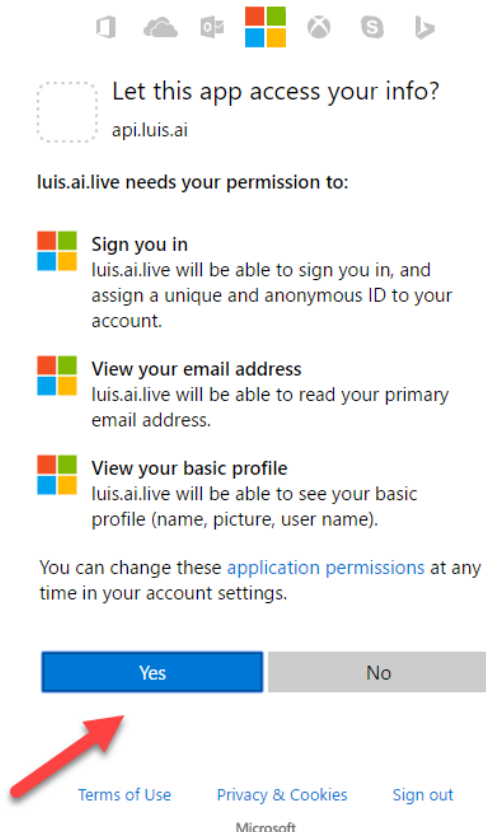 Let this app access your info?
api.luis.ai
luis.ai.live needs your permission to:
Sign you in
luis.ai.live will be able to sign you in, and
assign a unique and anonymous ID to your
account.
View your email address
luis.ai.live will be able to read your primary
email address.
View your basic profile
luis.ai.live will be able to see your basic
profile (name, picture, user name).
You can change these application permissions at any
time in your account settings.
Yes No
Terms of Use Privacy & Cookies Sign out
Microsoft